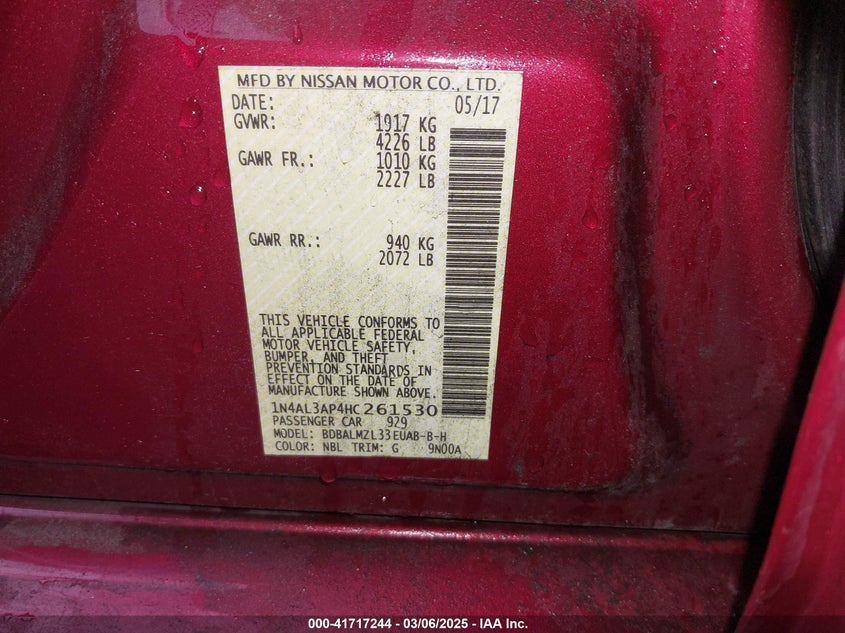 MFD BY NISSAN MOTOR CO., LTD.
DATE: 05/17
GVWR: 1917 KG
4226 LB
GAWR FR.: 1010 KG
2227 LB
GAWR RR.: 940 KG
2072 LB
THIS VEHICLE CONFORMS TO
ALL APPLICABLE FEDERAL
MOTOR VEHICLE SAFETY,
BUMPER, AND THEFT
PREVENTION STANDARDS IN
EFFECT ON THE DATE OF
MANUFACTURE SHOWN ABOVE.
1N4AL3AP4HC261530
PASSENGER CAR 929
MODEL: BDBALMZL33EUAB-B-H
COLOR: NBL TRIM: G 9N00A
000-41717244 - 03/06/2025 - IAA Inc.